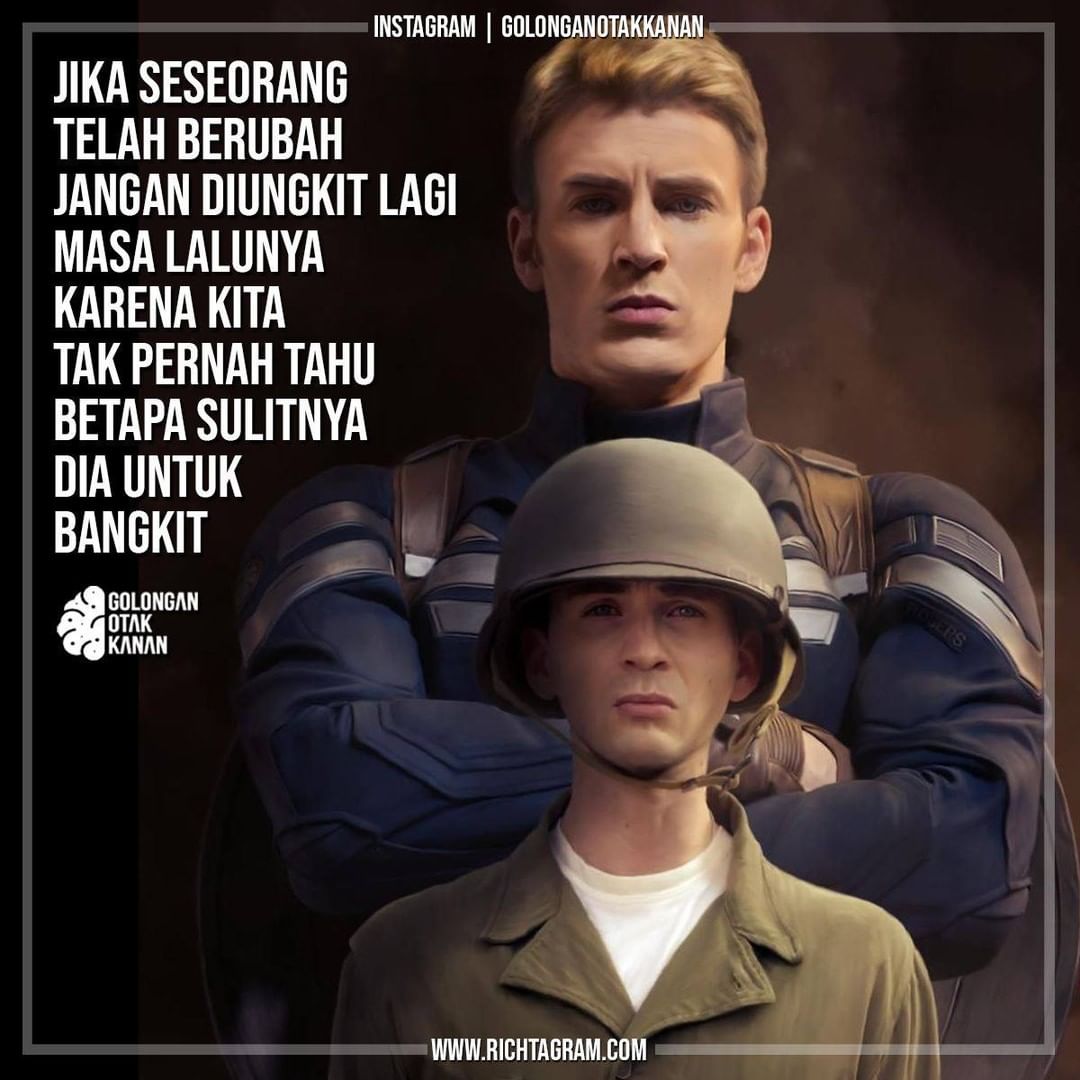 INSTAGRAM | GOLONGANOTAKKANAN
JIKA SESEORANG
TELAH BERUBAH
JANGAN DIUNGKIT LAGI
MASA LALUNYA
KARENA KITA
TAK PERNAH TAHU
BETAPA SULITNYA
DIA UNTUK
BANGKIT
GOLONGAN
OTAK
KANAN
ROGERS
WWW.RICHTAGRAM.COM